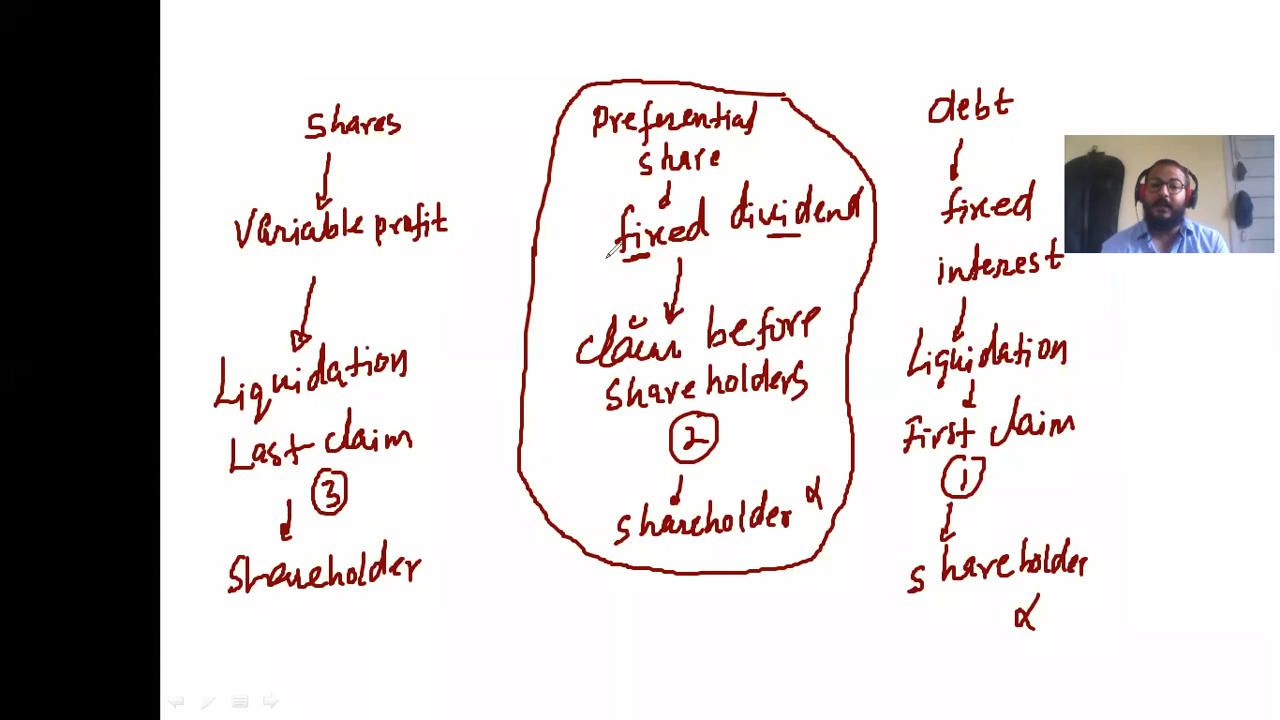 Shares
Variable profit
Liquidation
Last claim
3
Shareholder
Preferential
share
fixed dividend
claim before
shareholders
2
shareholder α
Debt
fixed
interest
Liquidation
First claim
1
shareholder
α